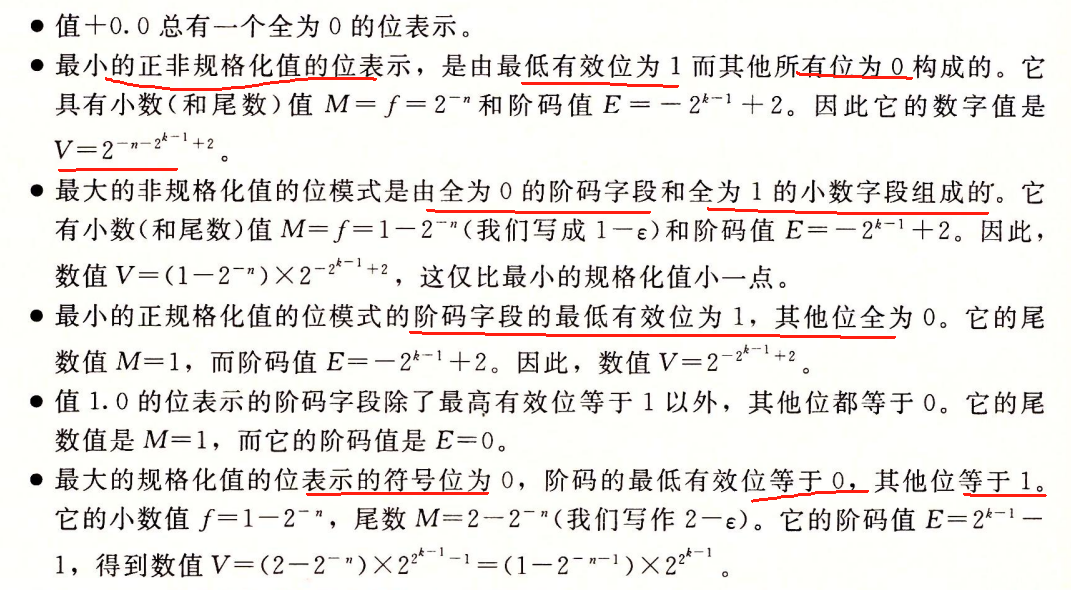 ● 值+0.0 总有一个全为 0 的位表示。
● 最小的正非规格化值的位表示，是由最低有效位为 1 而其他所有位为 0 构成的。它
具有小数(和尾数)值 M=f=2⁻ⁿ 和阶码值 E=-2^{k-1}+2。因此它的数字值是
V=2^{-n-2^{k-1}+2}。
● 最大的非规格化值的位模式是由全为 0 的阶码字段和全为 1 的小数字段组成的。它
有小数(和尾数)值 M=f=1-2⁻ⁿ(我们写成 1-ε)和阶码值 E=-2^{k-1}+2。因此，
数值 V=(1-2⁻ⁿ)×2^{-2^{k-1}+2}，这仅比最小的规格化值小一点。
● 最小的正规格化值的位模式的阶码字段的最低有效位为 1，其他位全为 0。它的尾
数值 M=1，而阶码值 E=-2^{k-1}+2。因此，数值 V=2^{-2^{k-1}+2}。
● 值 1.0 的位表示的阶码字段除了最高有效位等于 1 以外，其他位都等于 0。它的尾
数值是 M=1，而它的阶码值是 E=0。
● 最大的规格化值的位表示的符号位为 0，阶码的最低有效位等于 0，其他位等于 1。
它的小数值 f=1-2⁻ⁿ，尾数 M=2-2⁻ⁿ(我们写作 2-ε)。它的阶码值 E=2^{k-1}-
1，得到数值 V=(2-2⁻ⁿ)×2^{2^{k-1}-1}=(1-2^{-n-1})×2^{2^{k-1}}。